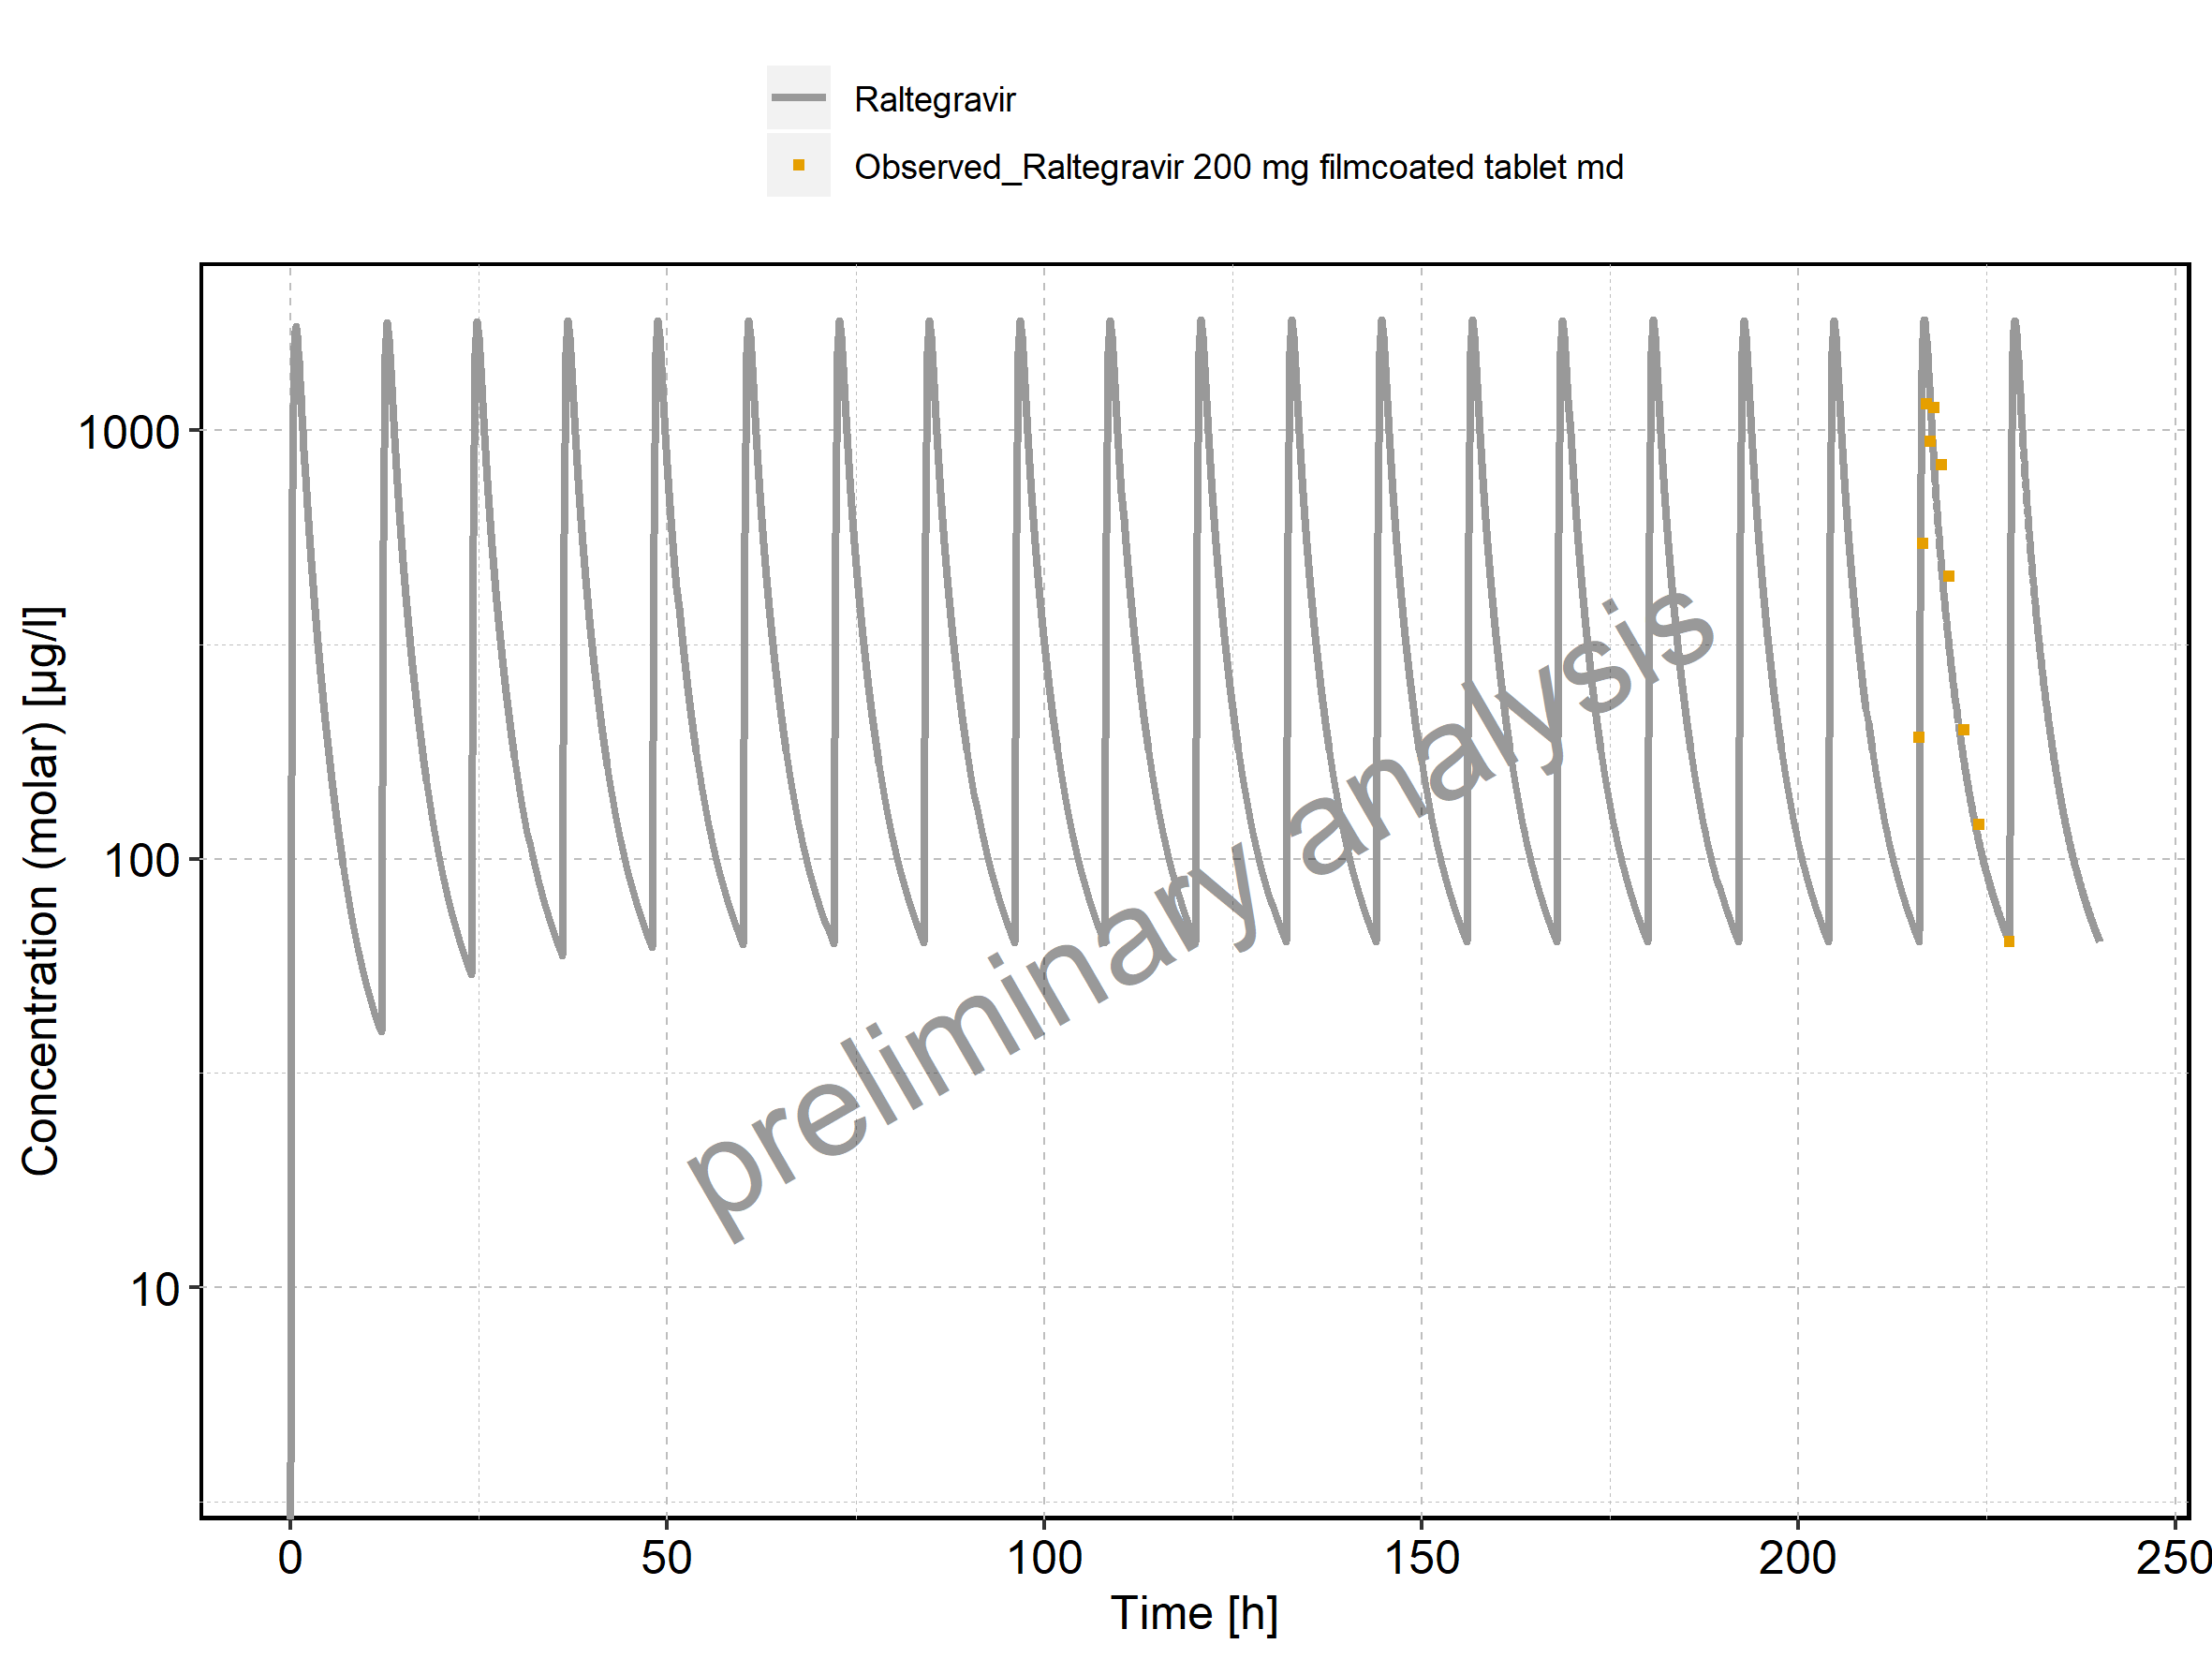 Raltegravir
Observed_Raltegravir 200 mg filmcoated tablet md
Concentration (molar) [µg/l]
1000
100
10
preliminary analysis
0 50 100 150 200 250
Time [h]